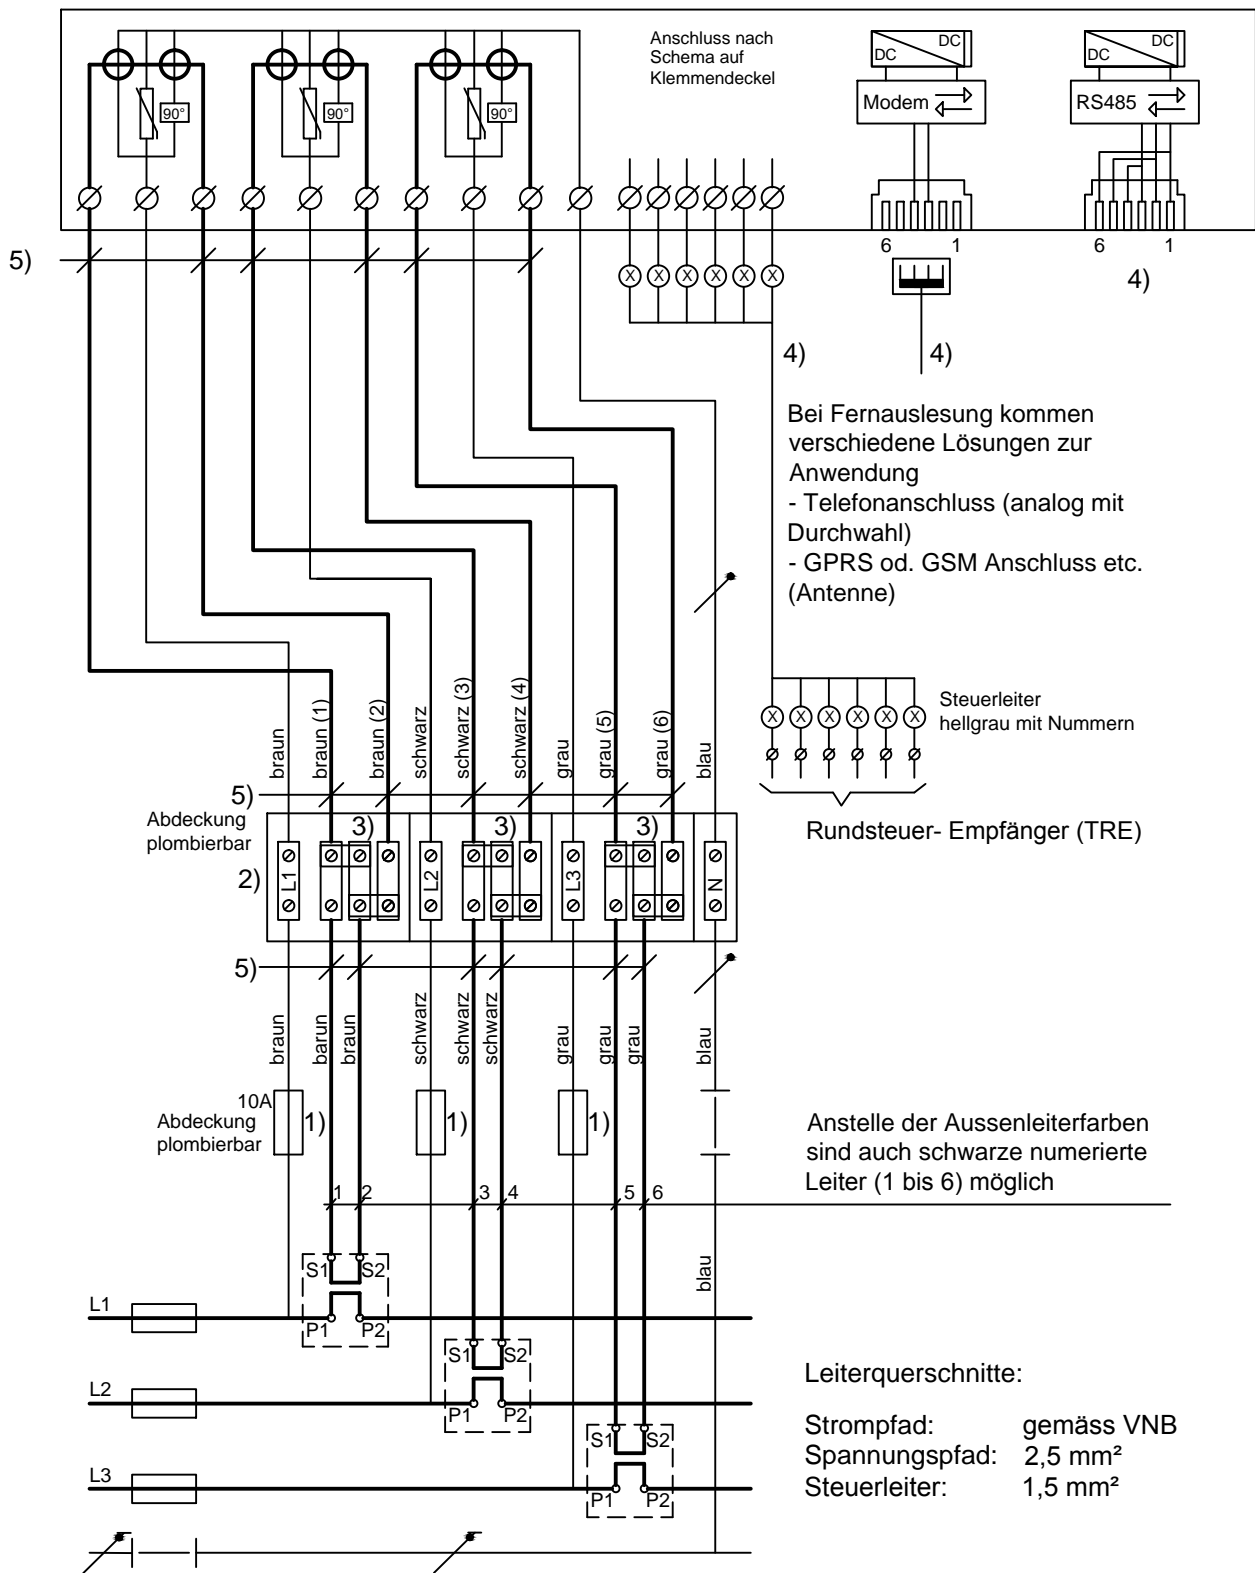 Anschluss nach
Schema auf
Klemmendeckel
DC DC
DC DC
Modem
RS485
90° 90° 90°
6 1
6 1
5)
4)
4)
4)
X X X X X X
Bei Fernauslesung kommen
verschiedene Lösungen zur
Anwendung
- Telefonanschluss (analog mit
Durchwahl)
- GPRS od. GSM Anschluss etc.
(Antenne)
braun
braun (1)
braun (2)
schwarz
schwarz (3)
schwarz (4)
grau
grau (5)
grau (6)
blau
X X X X X X
Steuerleiter
hellgrau mit Nummern
Rundsteuer- Empfänger (TRE)
5)
Abdeckung
plombierbar
3) 3) 3)
2)
L1 L2 L3 N
5)
braun
barun
braun
schwarz
schwarz
schwarz
grau
grau
grau
blau
10A
Abdeckung
plombierbar
1) 1) 1)
Anstelle der Aussenleiterfarben
sind auch schwarze numerierte
Leiter (1 bis 6) möglich
1 2 3 4 5 6
blau
S1 S2
L1
P1 P2
S1 S2
L2
P1 P2
S1 S2
L3
P1 P2
Leiterquerschnitte:
Strompfad: gemäss VNB
Spannungspfad: 2,5 mm²
Steuerleiter: 1,5 mm²